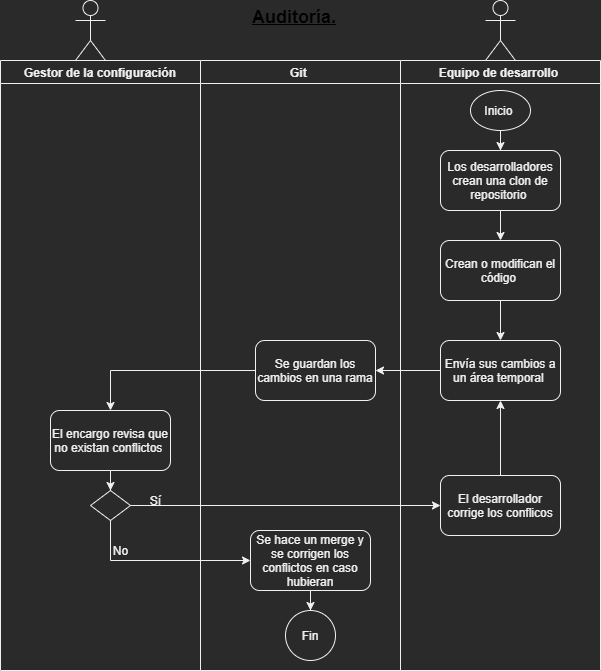 Auditoría.
Gestor de la configuración
Git
Equipo de desarrollo
Inicio
Los desarrolladores
crean una clon de
repositorio
Crean o modifican el
código
Envía sus cambios a
un área temporal
Se guardan los
cambios en una rama
El encargo revisa que
no existan conflictos
Sí
El desarrollador
corrige los conflicos
No
Se hace un merge y
se corrigen los
conflictos en caso
hubieran
Fin